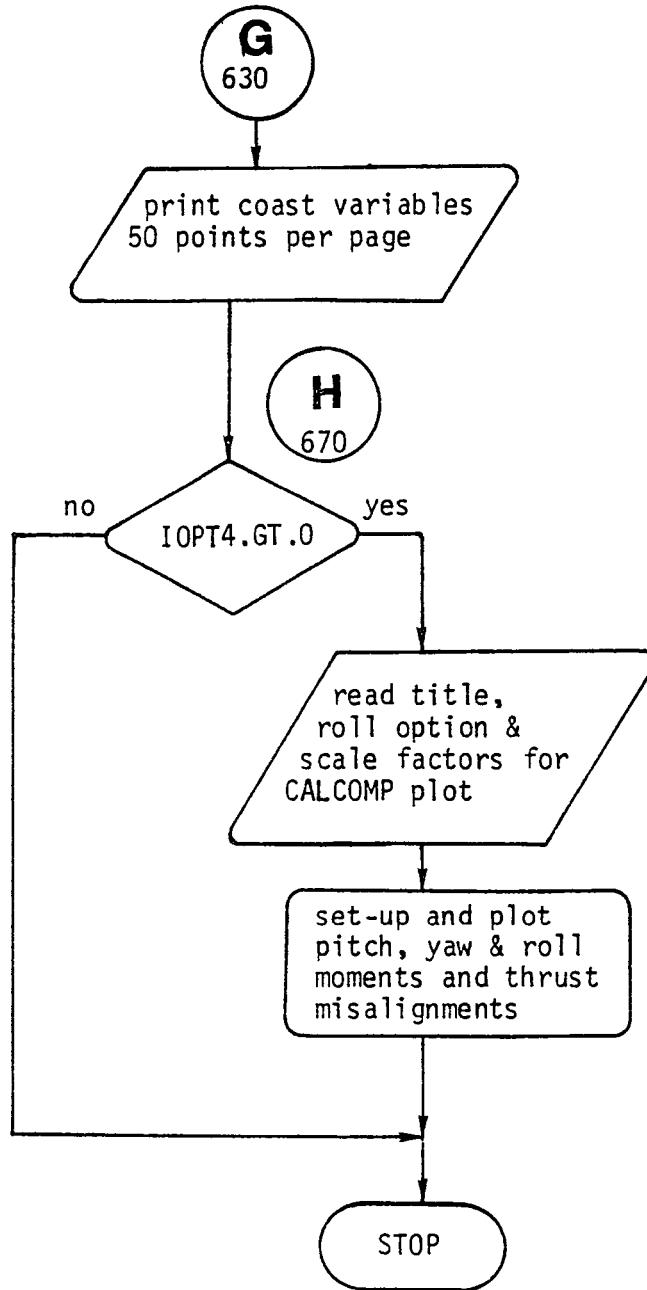 G
630
print coast variables
50 points per page
H
670
no
yes
IOPT4.GT.0
read title,
roll option &
scale factors for
CALCOMP plot
set-up and plot
pitch, yaw & roll
moments and thrust
misalignments
STOP